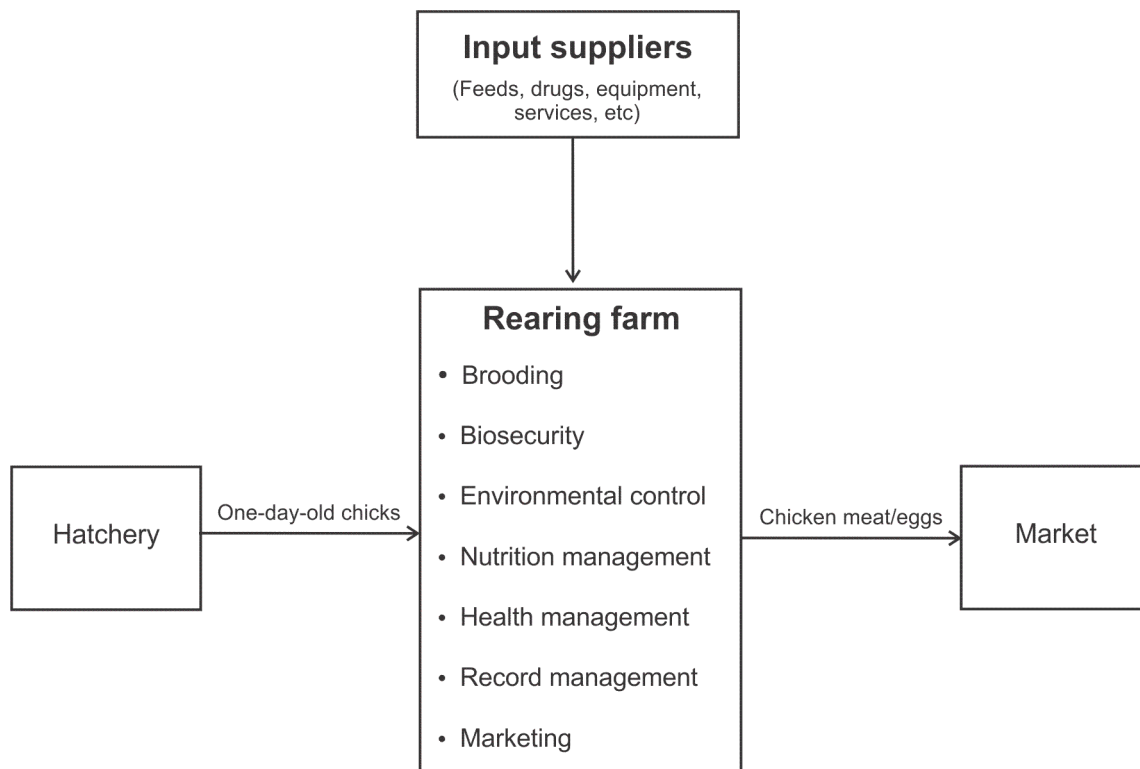 Input suppliers
(Feeds, drugs, equipment,
services, etc)
Rearing farm
• Brooding
• Biosecurity
• Environmental control
• Nutrition management
• Health management
• Record management
• Marketing
Hatchery
One-day-old chicks
Chicken meat/eggs
Market